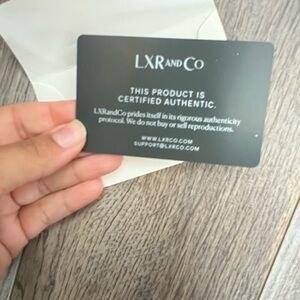 LXRANDCO
THIS PRODUCT IS
CERTIFIED AUTHENTIC.
LXRandCo prides itself in its rigorous authenticity
protocol. We do not buy or sell reproductions.
WWW.LXRCO.COM
SUPPORT@LXRCO.COM